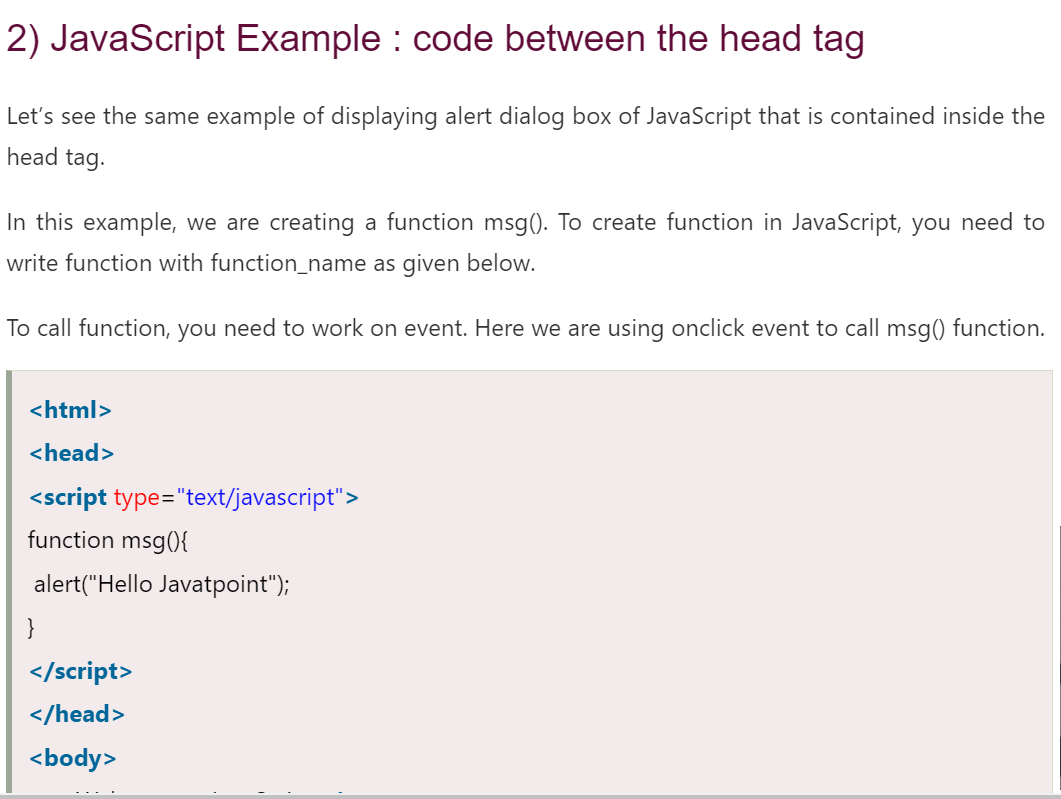 2) JavaScript Example : code between the head tag
Let’s see the same example of displaying alert dialog box of JavaScript that is contained inside the
head tag.
In this example, we are creating a function msg(). To create function in JavaScript, you need to
write function with function_name as given below.
To call function, you need to work on event. Here we are using onclick event to call msg() function.
<html>
<head>
<script type="text/javascript">
function msg(){
 alert("Hello Javatpoint");
}
</script>
</head>
<body>